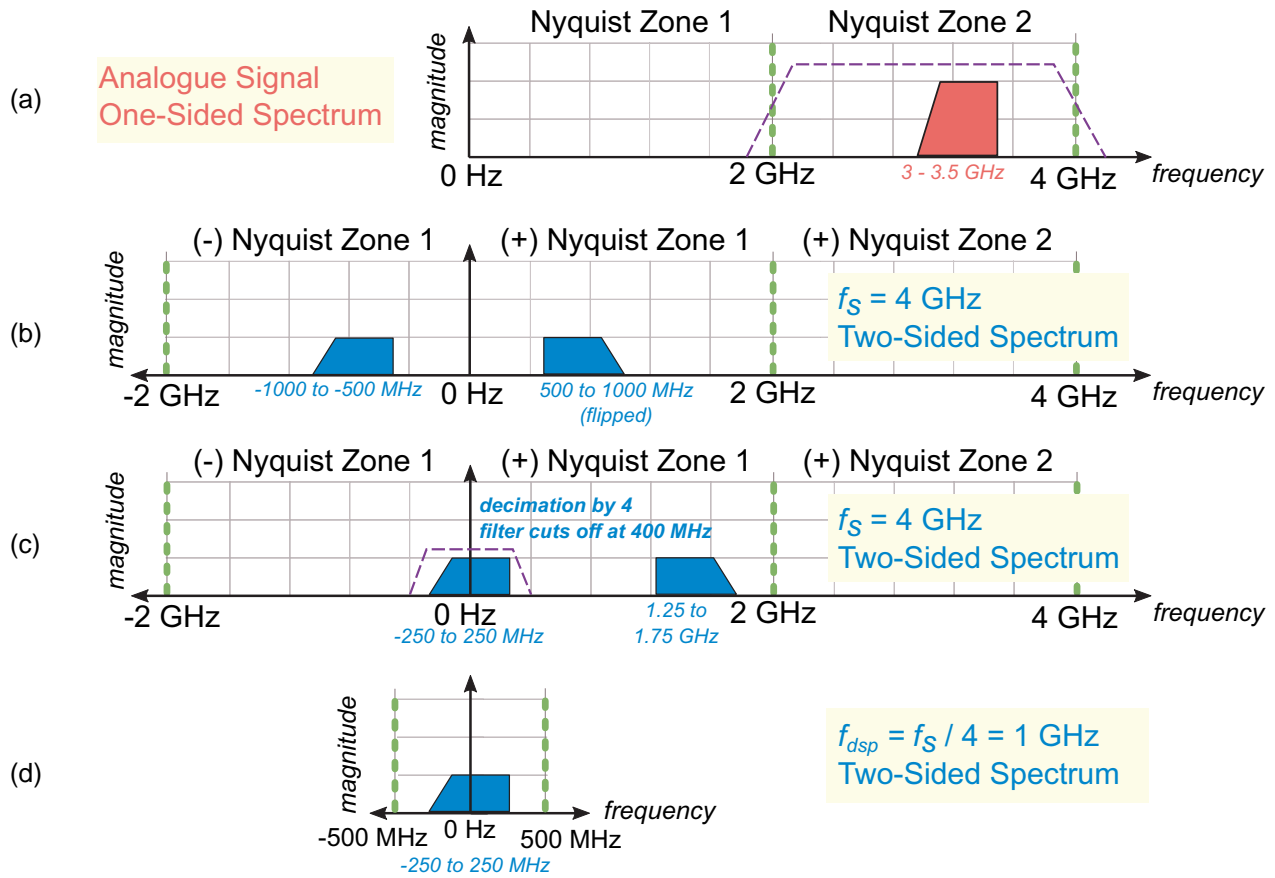 Nyquist Zone 1
Nyquist Zone 2
(a)
Analogue Signal
One-Sided Spectrum
magnitude
0 Hz
2 GHz
3 - 3.5 GHz
4 GHz
frequency
(-) Nyquist Zone 1
(+) Nyquist Zone 1
(+) Nyquist Zone 2
(b)
magnitude
fS = 4 GHz
Two-Sided Spectrum
-2 GHz
-1000 to -500 MHz
0 Hz
500 to 1000 MHz
(flipped)
2 GHz
4 GHz
frequency
(-) Nyquist Zone 1
(+) Nyquist Zone 1
(+) Nyquist Zone 2
(c)
magnitude
decimation by 4
filter cuts off at 400 MHz
fS = 4 GHz
Two-Sided Spectrum
-2 GHz
0 Hz
-250 to 250 MHz
1.25 to
1.75 GHz
2 GHz
4 GHz
frequency
(d)
magnitude
fdsp = fS / 4 = 1 GHz
Two-Sided Spectrum
frequency
-500 MHz
0 Hz
500 MHz
-250 to 250 MHz